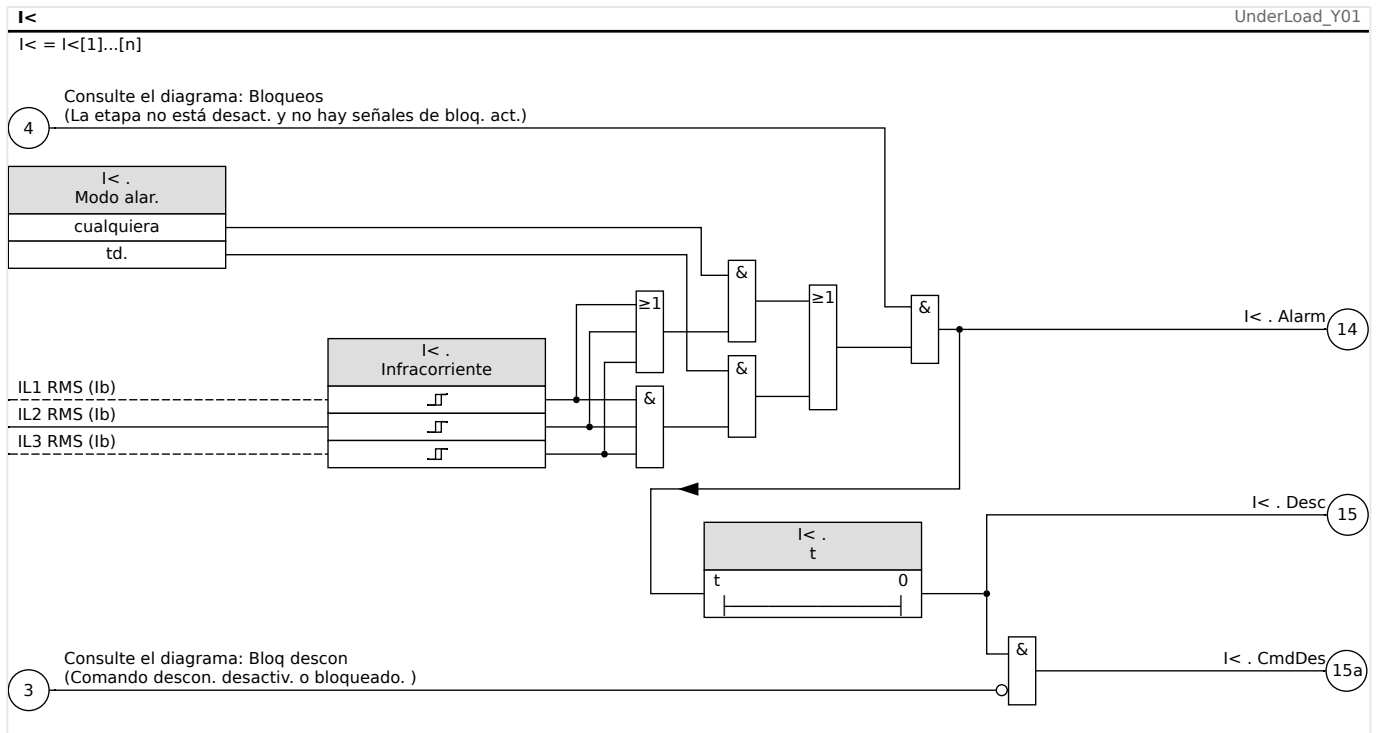 I<
UnderLoad_Y01
I< = I<[1]...[n]
Consulte el diagrama: Bloqueos
(La etapa no está desact. y no hay señales de bloq. act.)
4
I< .
Modo alar.
cualquiera
td.
&
≥1
≥1
&
I< . Alarm
14
I< .
Infracorriente
&
&
IL1 RMS (Ib)
IL2 RMS (Ib)
IL3 RMS (Ib)
I< . Desc
15
I< .
t
t
0
Consulte el diagrama: Bloq descon
(Comando descon. desactiv. o bloqueado. )
3
&
I< . CmdDes
15a